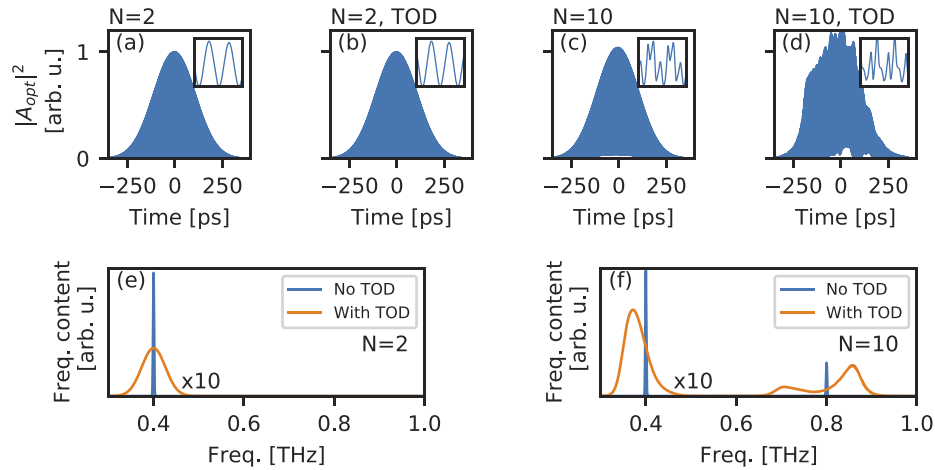 N=2
N=2, TOD
N=10
N=10, TOD
(a)
(b)
(c)
(d)
|A_opt|²
[arb. u.]
1
0
−250 0 250
−250 0 250
−250 0 250
−250 0 250
Time [ps]
Time [ps]
Time [ps]
Time [ps]
(e)
Freq. content
[arb. u.]
No TOD
With TOD
N=2
x10
0.4 0.6 0.8 1.0
Freq. [THz]
(f)
Freq. content
[arb. u.]
No TOD
With TOD
N=10
x10
0.4 0.6 0.8 1.0
Freq. [THz]